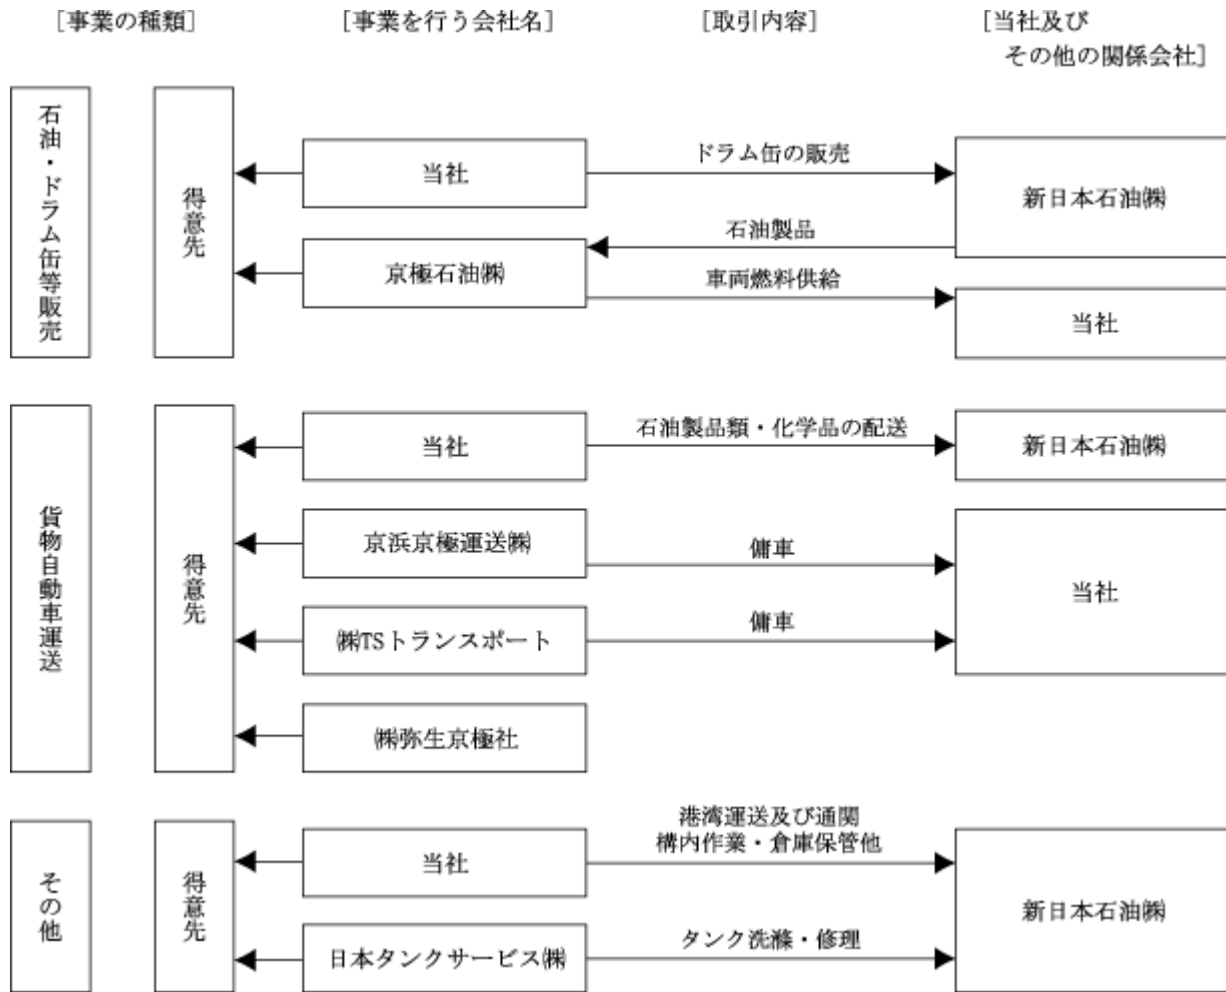 ［事業の種類］
［事業を行う会社名］
［取引内容］
［当社及び
その他の関係会社］
石油・ドラム缶等販売
得意先
当社
ドラム缶の販売
新日本石油㈱
石油製品
京極石油㈱
車両燃料供給
当社
貨物自動車運送
得意先
当社
石油製品類・化学品の配送
新日本石油㈱
京浜京極運送㈱
傭車
当社
㈱TSトランスポート
傭車
㈱弥生京極社
その他
得意先
当社
港湾運送及び通関
構内作業・倉庫保管他
新日本石油㈱
日本タンクサービス㈱
タンク洗滌・修理